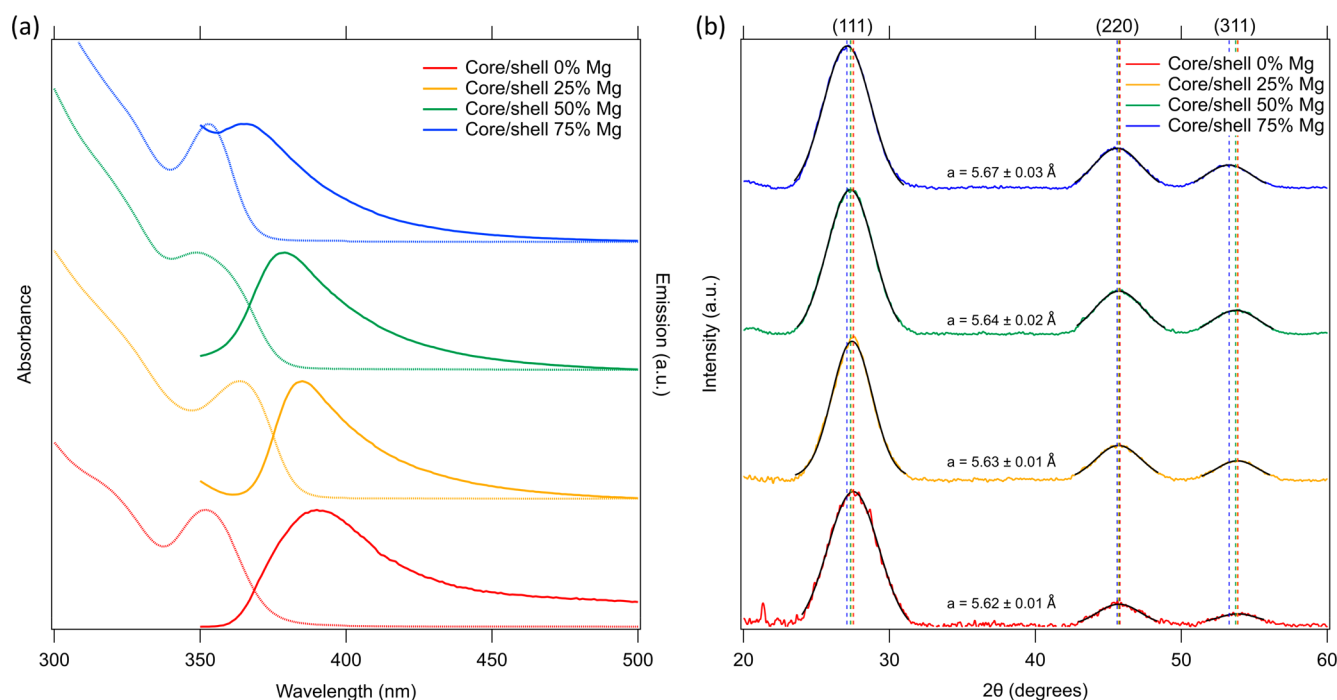 (a)
Core/shell 0% Mg
Core/shell 25% Mg
Core/shell 50% Mg
Core/shell 75% Mg
Absorbance
Emission (a.u.)
300 350 400 450 500
Wavelength (nm)
(b)
(111) (220) (311)
Core/shell 0% Mg
Core/shell 25% Mg
Core/shell 50% Mg
Core/shell 75% Mg
a = 5.67 ± 0.03 Å
a = 5.64 ± 0.02 Å
a = 5.63 ± 0.01 Å
a = 5.62 ± 0.01 Å
Intensity (a.u.)
20 30 40 50 60
2θ (degrees)